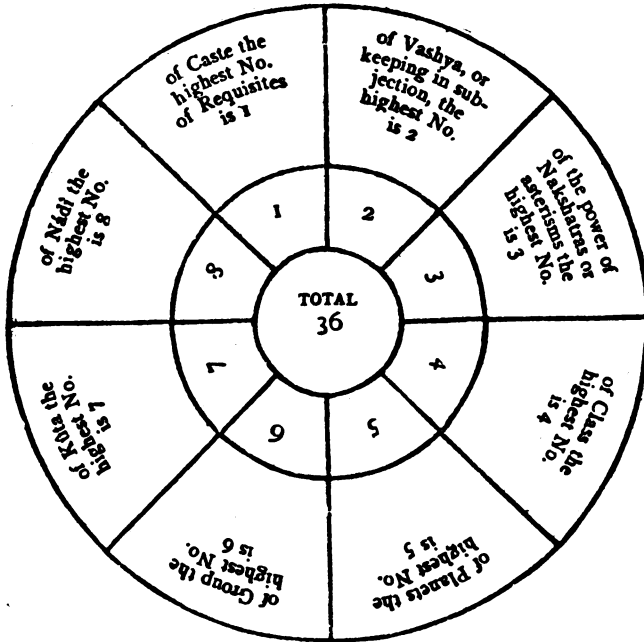 of Caste the
highest No.
of Requisites
is 1
of Vashya, or
keeping in sub-
jection, the
highest No.
is 2
of the power of
Nakshatras or
asterisms the
highest No.
is 3
of Class the
highest No.
is 4
of Planets the
highest No.
is 5
of Group the
highest No.
is 6
of Kûta the
highest No.
is 7
of Nádi the
highest No.
is 8
1
2
3
4
5
6
7
8
TOTAL
36